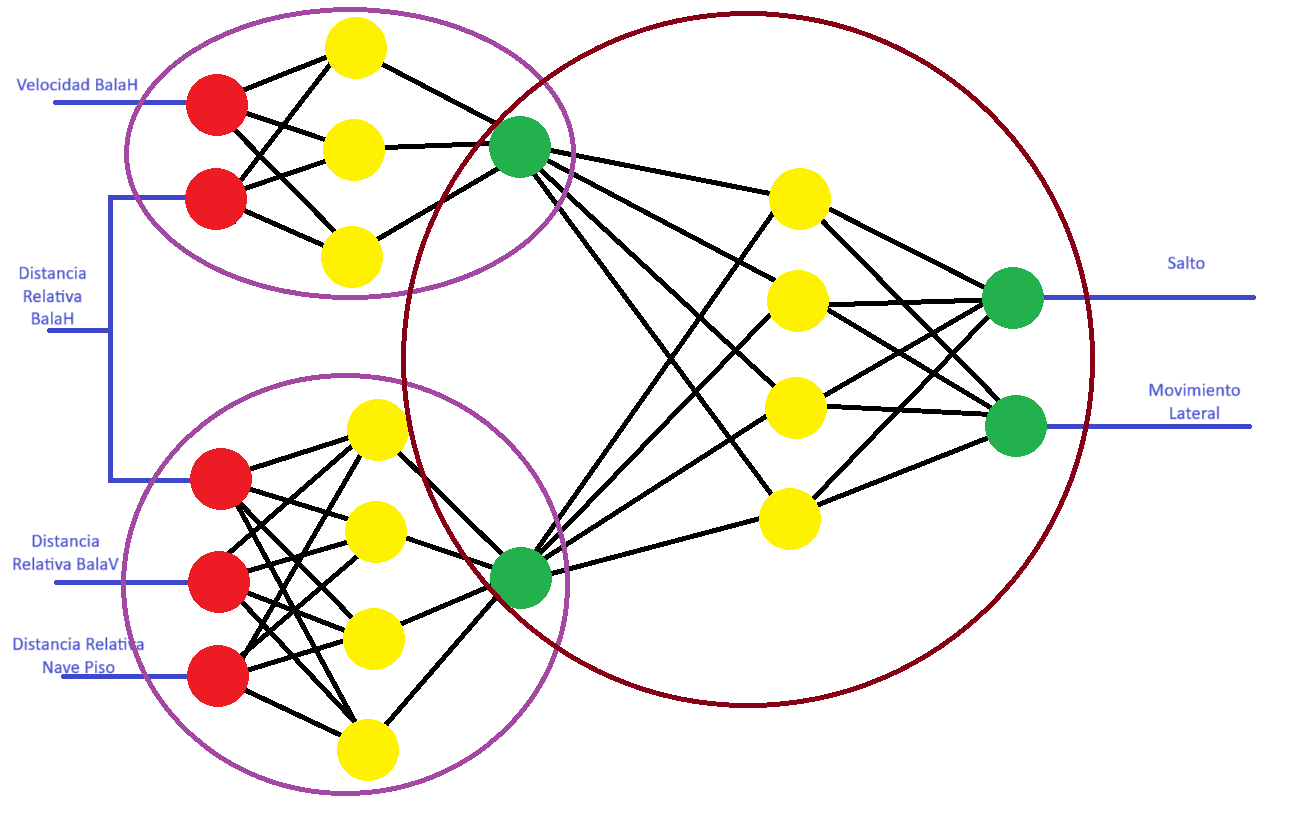 Velocidad BalaH
Distancia
Relativa
BalaH
Distancia
Relativa BalaV
Distancia Relativa
Nave Piso
Salto
Movimiento
Lateral